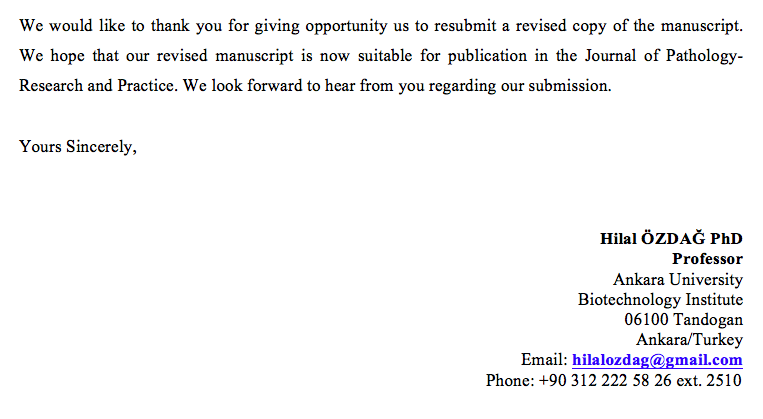 We would like to thank you for giving opportunity us to resubmit a revised copy of the manuscript.
We hope that our revised manuscript is now suitable for publication in the Journal of Pathology-
Research and Practice. We look forward to hear from you regarding our submission.
Yours Sincerely,
Hilal ÖZDAĞ PhD
Professor
Ankara University
Biotechnology Institute
06100 Tandogan
Ankara/Turkey
Email: hilalozdag@gmail.com
Phone: +90 312 222 58 26 ext. 2510